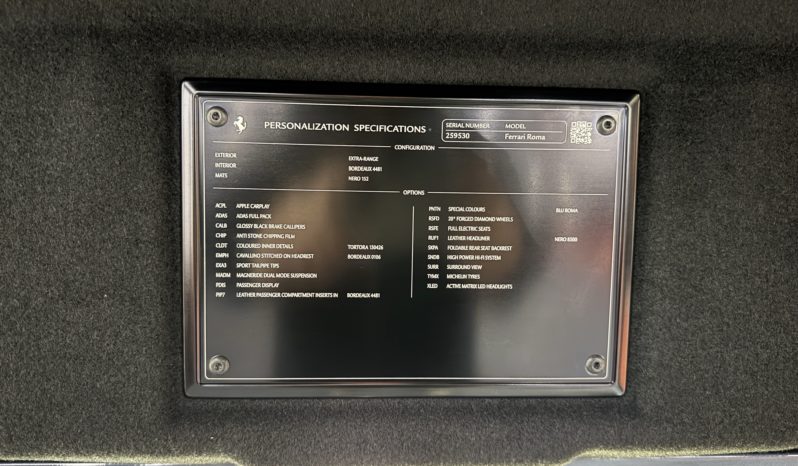 PERSONALIZATION SPECIFICATIONS
SERIAL NUMBER MODEL
259530 Ferrari Roma
CONFIGURATION
EXTERIOR EXTRA-RANGE
INTERIOR BORDEAUX 4481
MATS NERO 152
OPTIONS
ACPL APPLE CARPLAY
ADAS ADAS FULL PACK
CALB GLOSSY BLACK BRAKE CALLIPERS
CHIP ANTI STONE CHIPPING FILM
CLDT COLOURED INNER DETAILS TORTORA 130426
EMPH CAVALLINO STITCHED ON HEADREST BORDEAUX 0106
EXA3 SPORT TAILPIPE TIPS
MADM MAGNERIDE DUAL MODE SUSPENSION
PDIS PASSENGER DISPLAY
PIP7 LEATHER PASSENGER COMPARTMENT INSERTS IN BORDEAUX 4481
PNTN SPECIAL COLOURS BLU ROMA
RSFD 20" FORGED DIAMOND WHEELS
RSFE FULL ELECTRIC SEATS
RUF1 LEATHER HEADLINER NERO 8500
SKPA FOLDABLE REAR SEAT BACKREST
SNDB HIGH POWER HI-FI SYSTEM
SURR SURROUND VIEW
TYMX MICHELIN TYRES
XLED ACTIVE MATRIX LED HEADLIGHTS